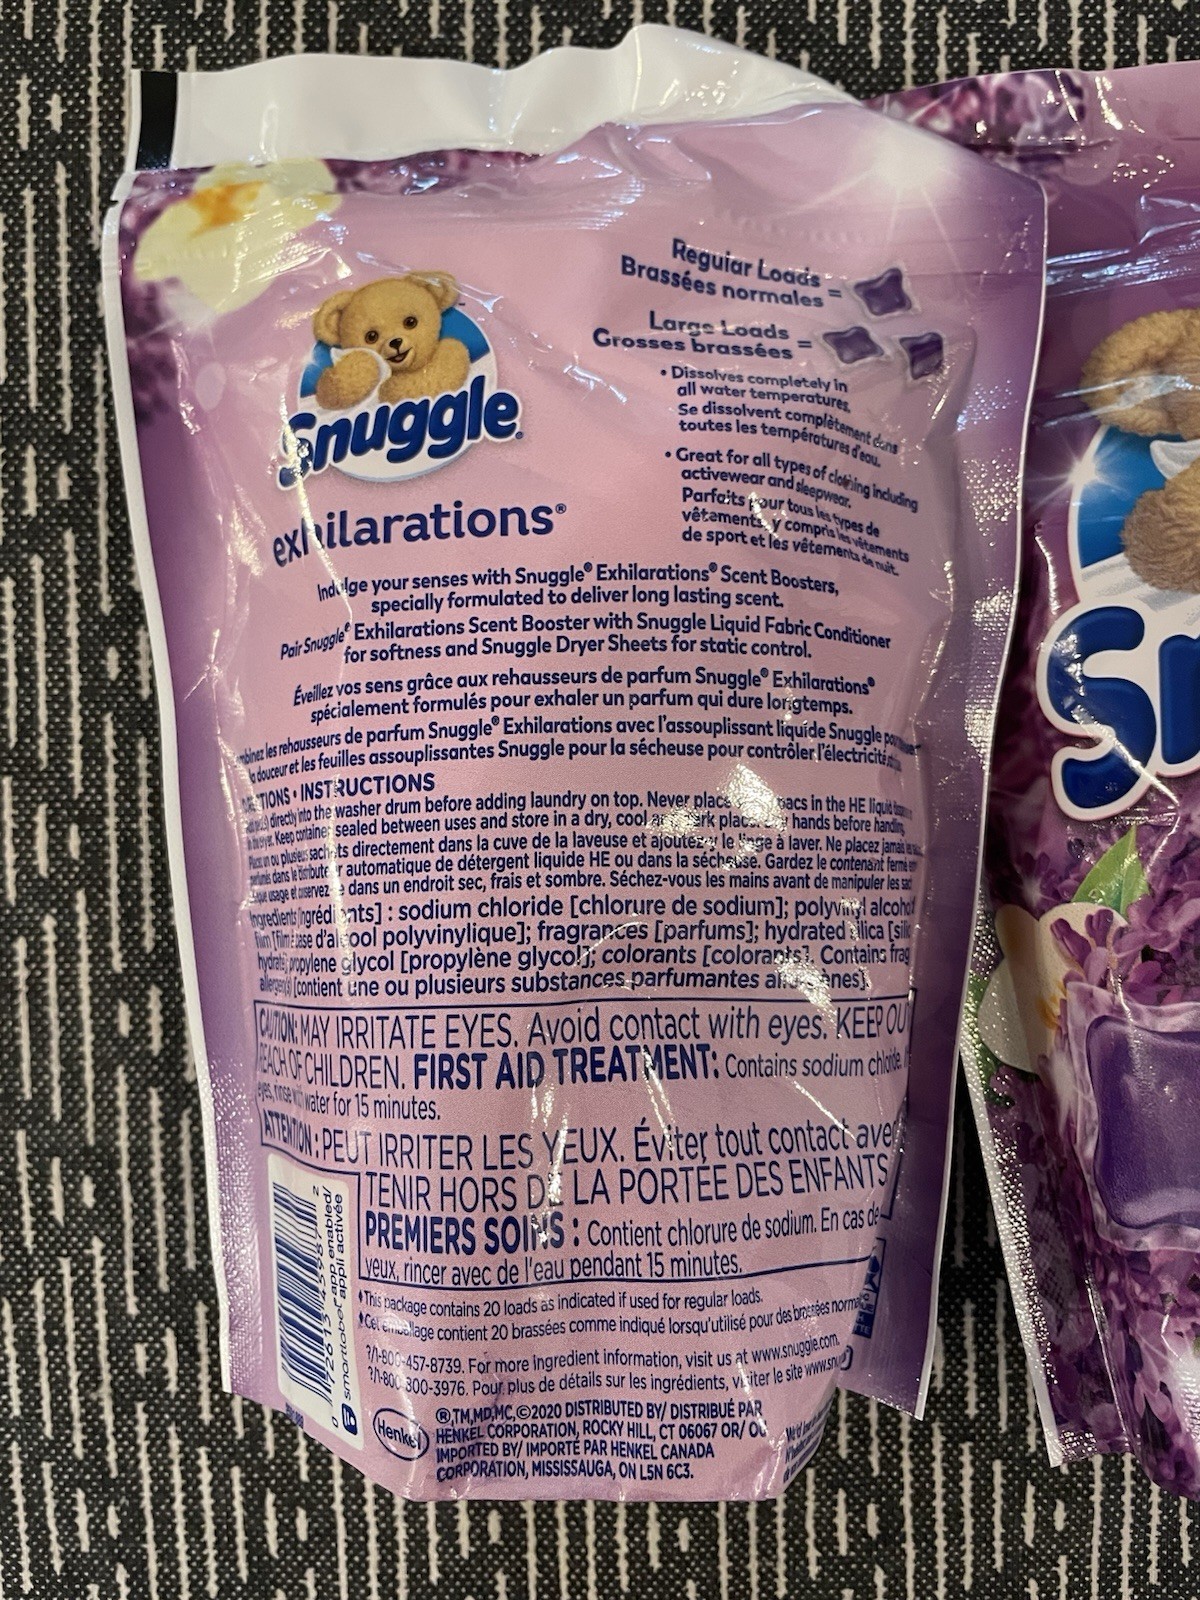 Regular Loads =
Brassées normales
Large Loads =
Grosses brassées
• Dissolves completely in
all water temperatures.
Se dissolvent complètement dans
toutes les températures d'eau.
• Great for all types of clothing including
activewear and sleepwear.
Parfaits pour tous les types de
vêtements, y compris les vêtements
de sport et les vêtements de nuit.
Snuggle®
exhilarations®
Indulge your senses with Snuggle® Exhilarations® Scent Boosters,
specially formulated to deliver long lasting scent.
Pair Snuggle® Exhilarations Scent Booster with Snuggle Liquid Fabric Conditioner
for softness and Snuggle Dryer Sheets for static control.
Éveillez vos sens grâce aux rehausseurs de parfum Snuggle® Exhilarations®
spécialement formulés pour exhaler un parfum qui dure longtemps.
les rehausseurs de parfum Snuggle® Exhilarations avec l'assouplissant liquide Snuggle
la douceur et les feuilles assouplissantes Snuggle pour la sécheuse pour contrôler l'électricité
• INSTRUCTIONS
directly into the washer drum before adding laundry on top. Never place pacs in the HE liquid
Keep container sealed between uses and store in a dry, cool and dark place. Dry hands before handling
sachets directement dans la cuve de la laveuse et ajoutez-y le linge à laver. Ne placez jamais
dans le automatique de détergent liquide HE ou dans la sécheuse. Gardez le contenant fermé
usage et dans un endroit sec, frais et sombre. Séchez-vous les mains avant de manipuler les
Ingredients [ingrédients] : sodium chloride [chlorure de sodium]; polyvinyl alcohol
film [film à base d'alcool polyvinylique]; fragrances [parfums]; hydrated silica
propylene glycol [propylène glycol]; colorants [colorants]. Contains
[contient une ou plusieurs substances parfumantes allergènes].
CAUTION: MAY IRRITATE EYES. Avoid contact with eyes. KEEP OUT
REACH OF CHILDREN. FIRST AID TREATMENT: Contains sodium chloride.
eyes, rinse with water for 15 minutes.
ATTENTION : PEUT IRRITER LES YEUX. Éviter tout contact avec
TENIR HORS DE LA PORTÉE DES ENFANTS
PREMIERS SOINS : Contient chlorure de sodium. En cas de
yeux, rincer avec de l'eau pendant 15 minutes.
♦This package contains 20 loads as indicated if used for regular loads.
♦Cet emballage contient 20 brassées comme indiqué lorsqu'utilisé pour des brassées
?/1-800-457-8739. For more ingredient information, visit us at www.snuggle.com.
?/1-800-300-3976. Pour plus de détails sur les ingrédients, visiter le site
Henkel
®,TM,MD,MC,©2020 DISTRIBUTED BY/ DISTRIBUÉ PAR
HENKEL CORPORATION, ROCKY HILL, CT 06067 OR/ OU
IMPORTED BY/ IMPORTÉ PAR HENKEL CANADA
CORPORATION, MISSISSAUGA, ON L5N 6C3.
smartlabel app enabled/
appli activée